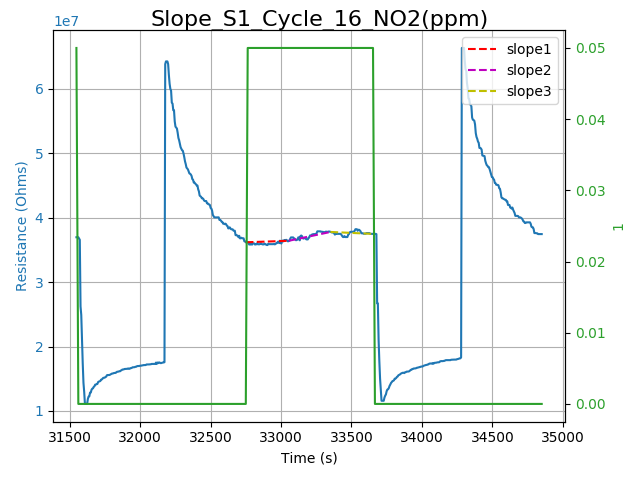 Slope_S1_Cycle_16_NO2(ppm)
1e7
slope1
slope2
slope3
6
5
4
3
2
1
Resistance (Ohms)
0.05
0.04
0.03
0.02
0.01
0.00
1
31500 32000 32500 33000 33500 34000 34500 35000
Time (s)